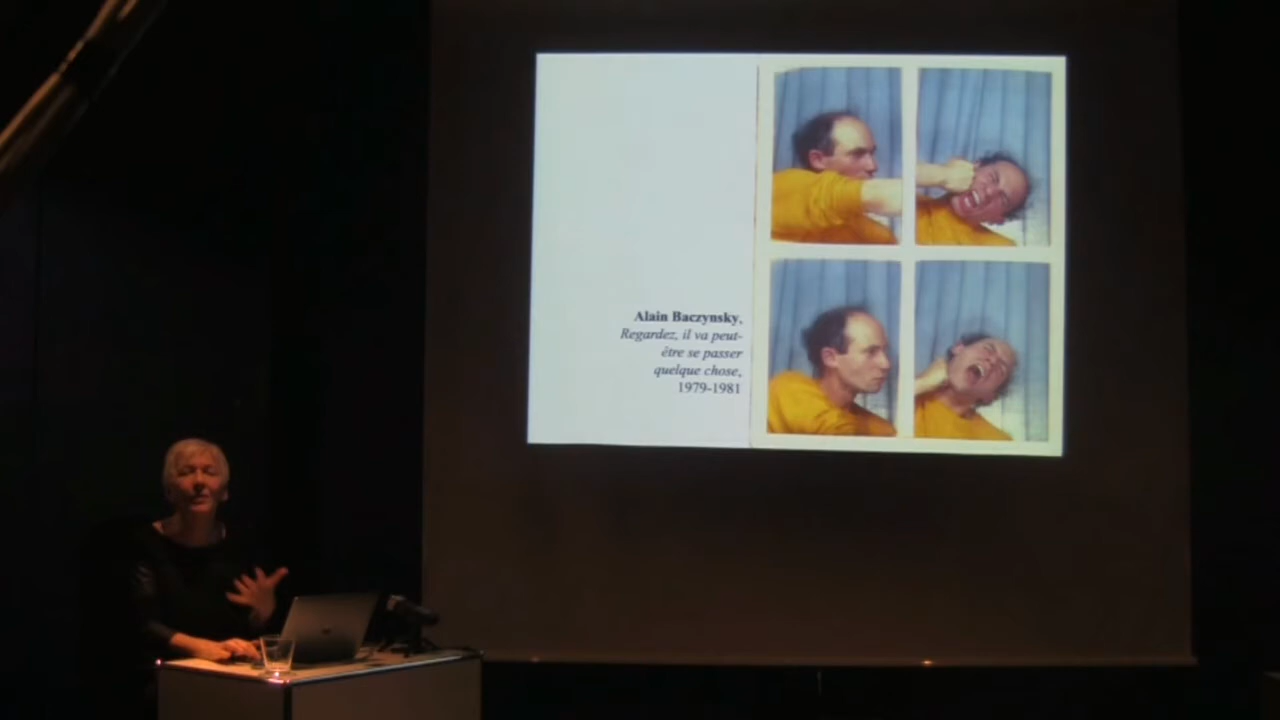 Alain Baczynsky,
Regardez, il va peut-
être se passer
quelque chose,
1979-1981